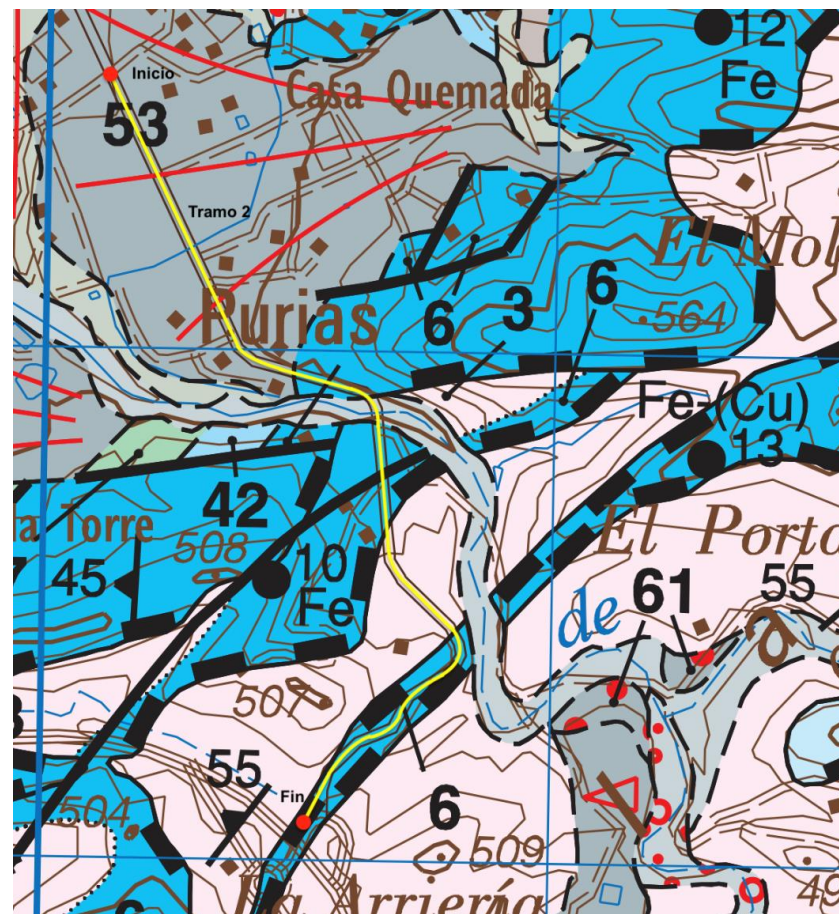 12
Fe
Inicio
Casa Quemada
53
Tramo 2
El Mol
Purias
6
3
6
564
Fe-(Cu)
13
42
la Torre
508
El Porto
45
10
Fe
de
61
55
507
55
Fin
6
504
509
La Arriería